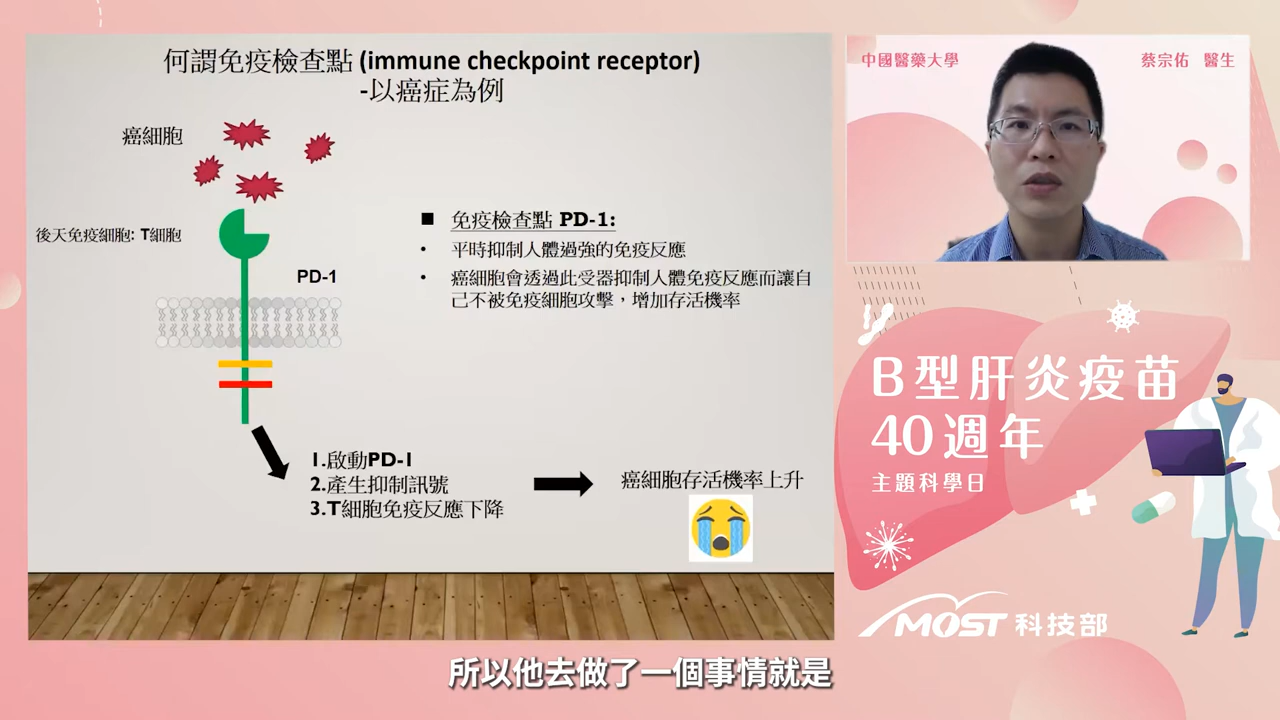 何謂免疫檢查點 (immune checkpoint receptor)
-以癌症為例
癌細胞
後天免疫細胞: T細胞
PD-1
■ 免疫檢查點 PD-1:
• 平時抑制人體過強的免疫反應
• 癌細胞會透過此受器抑制人體免疫反應而讓自
己不被免疫細胞攻擊，增加存活機率
1.啟動PD-1
2.產生抑制訊號
3.T細胞免疫反應下降
癌細胞存活機率上升
中國醫藥大學 蔡宗佑 醫生
B型肝炎疫苗
40週年
主題科學日
MOST 科技部
所以他去做了一個事情就是